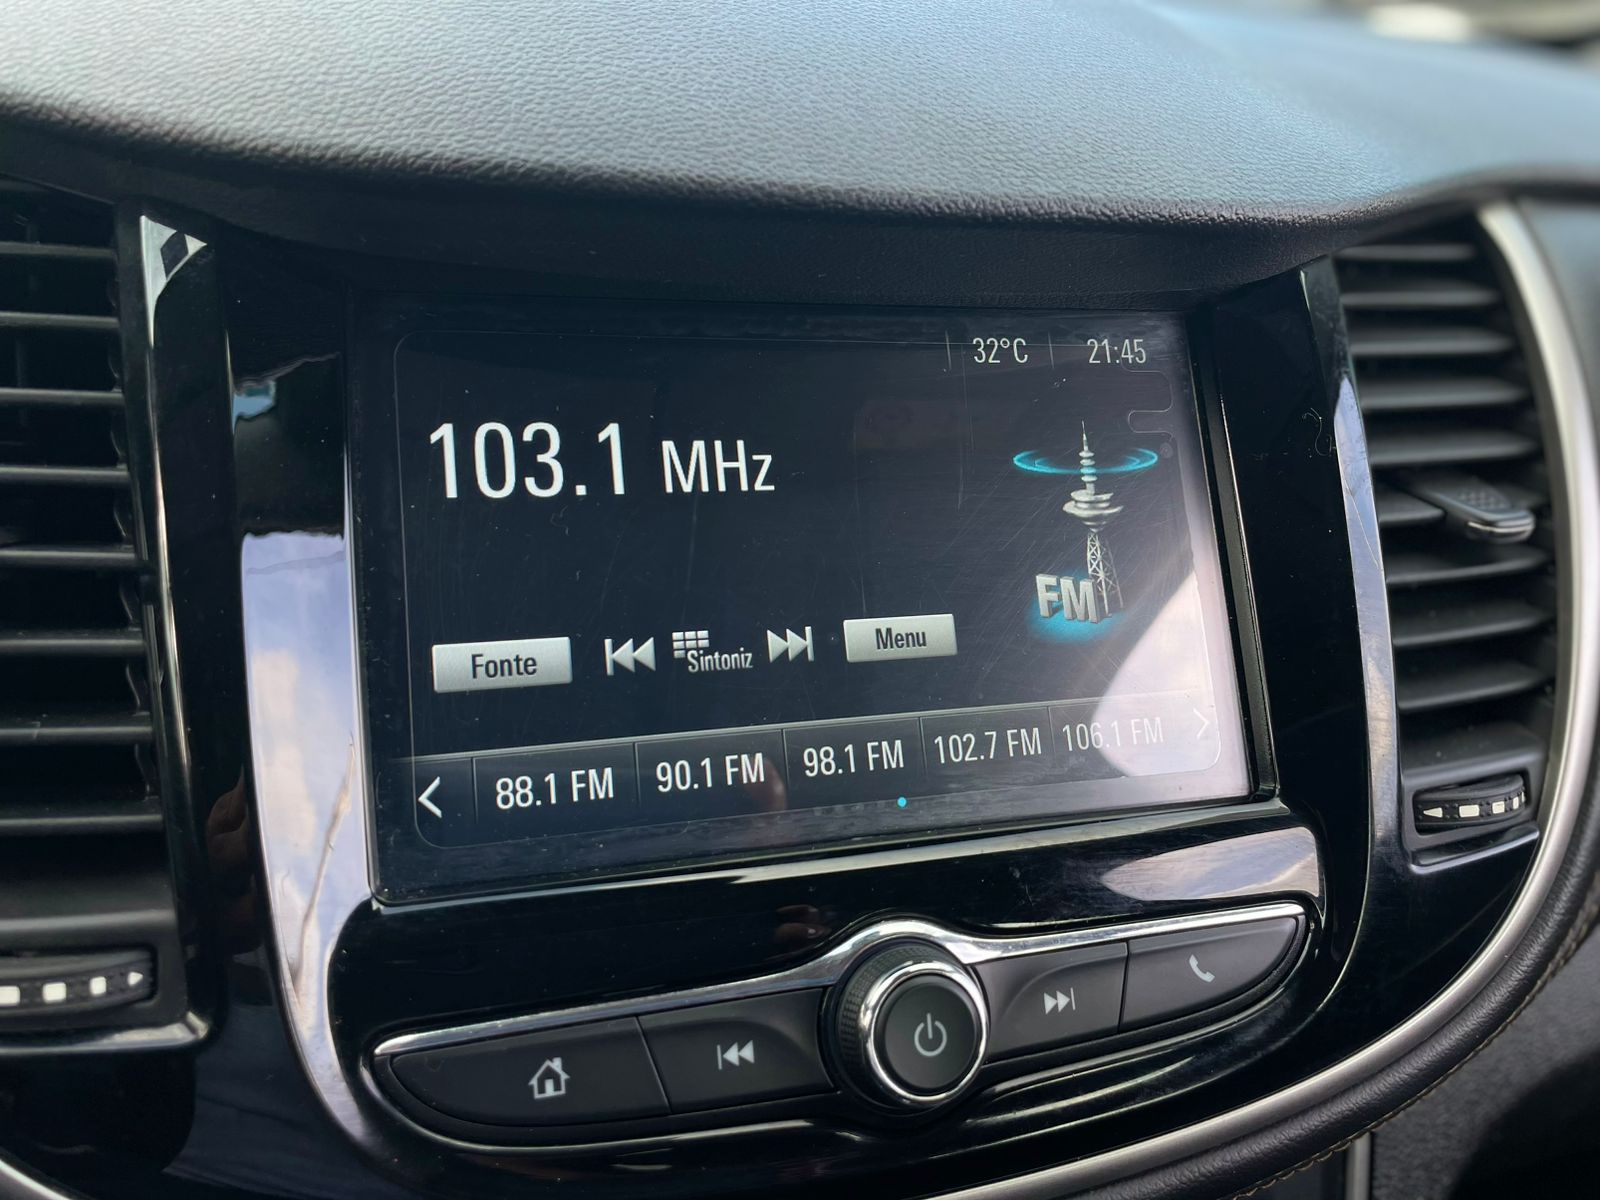 32°C 21:45
103.1 MHz
FM
Fonte Sintoniz Menu
88.1 FM 90.1 FM 98.1 FM 102.7 FM 106.1 FM